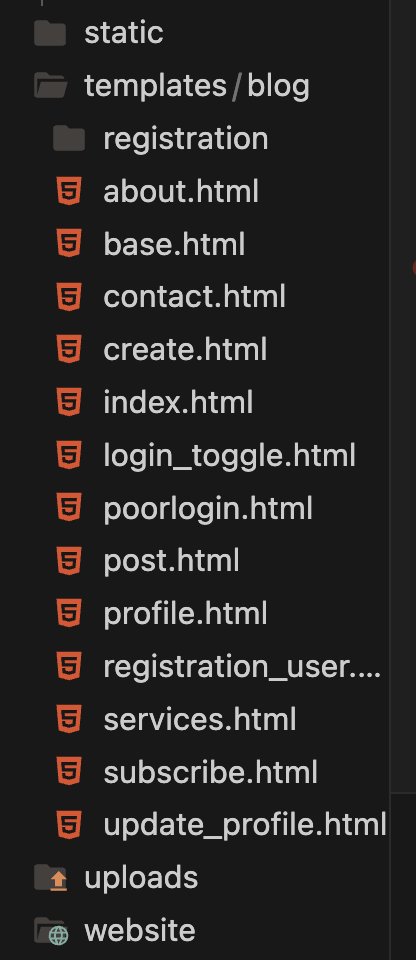 static
templates/blog
registration
about.html
base.html
contact.html
create.html
index.html
login_toggle.html
poorlogin.html
post.html
profile.html
registration_user....
services.html
subscribe.html
update_profile.html
uploads
website